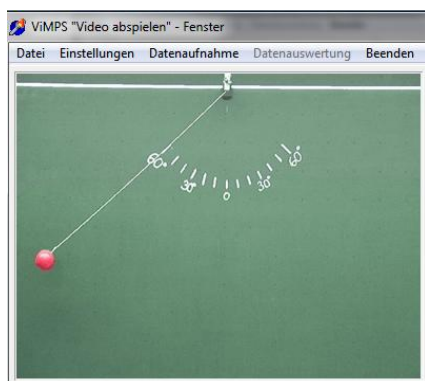 ViMPS "Video abspielen" - Fenster
Datei Einstellungen Datenaufnahme Datenauswertung Beenden
60° 60°
30° 30°
0